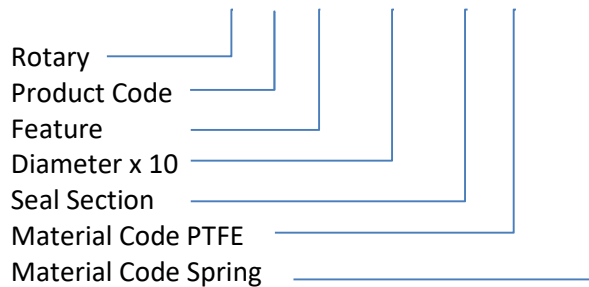 Rotary
Product Code
Feature
Diameter x 10
Seal Section
Material Code PTFE
Material Code Spring